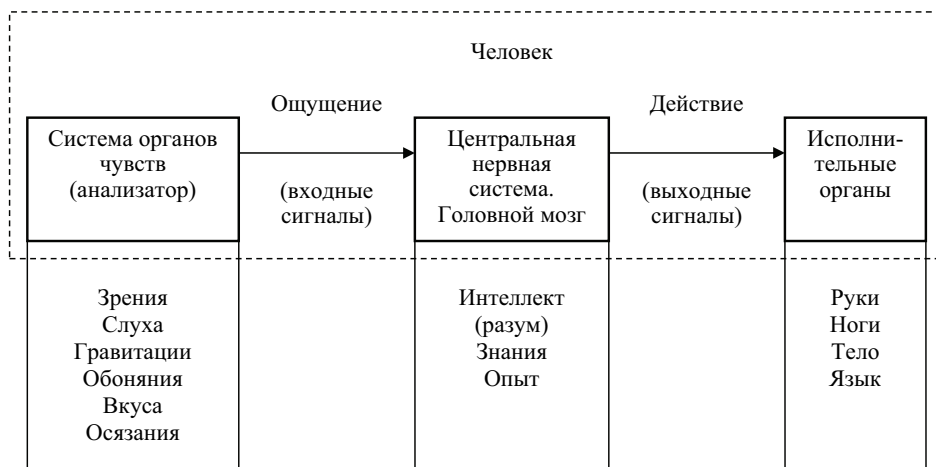 Человек
Ощущение
Действие
Система органов
чувств
(анализатор)
(входные
сигналы)
Центральная
нервная
система.
Головной мозг
(выходные
сигналы)
Исполни-
тельные
органы
Зрения
Слуха
Гравитации
Обоняния
Вкуса
Осязания
Интеллект
(разум)
Знания
Опыт
Руки
Ноги
Тело
Язык